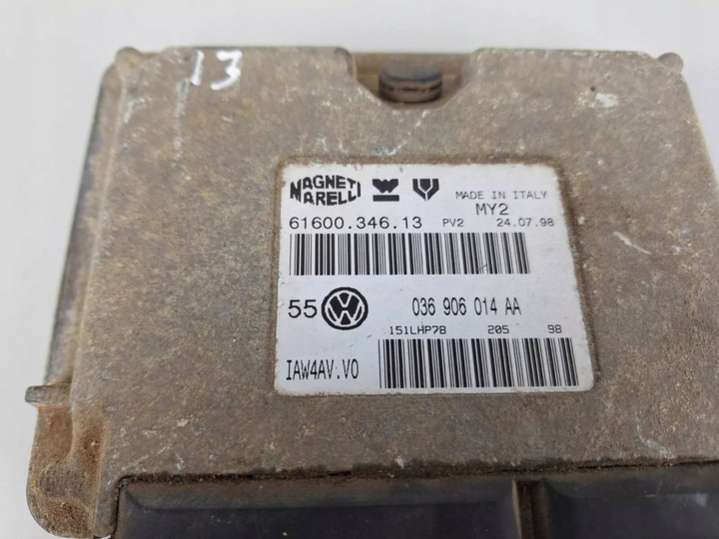 13
MAGNETI MARELLI
MADE IN ITALY
MY2
61600.346.13 PV2 24.07.98
55 VW 036 906 014 AA
151LHP78 205 98
IAW4AV.V0